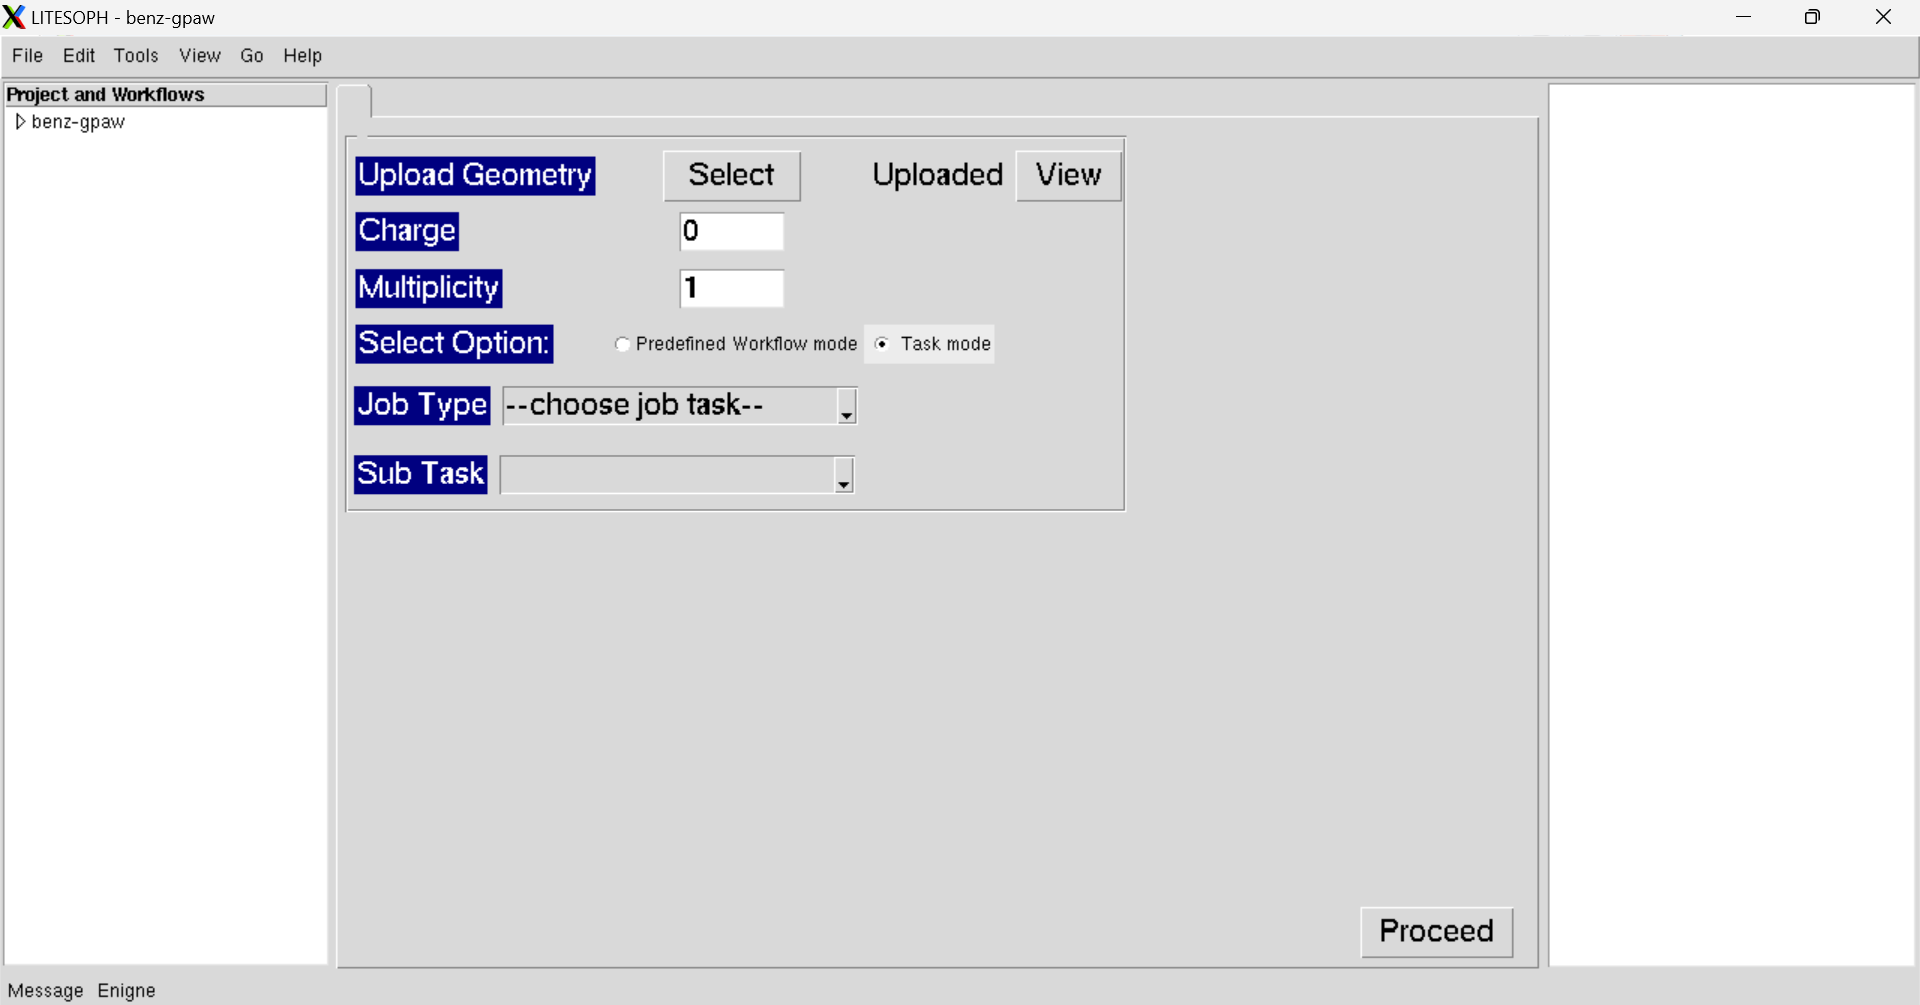 LITESOPH - benz-gpaw
File Edit Tools View Go Help
Project and Workflows
benz-gpaw
Upload Geometry Select Uploaded View
Charge 0
Multiplicity 1
Select Option: Predefined Workflow mode Task mode
Job Type --choose job task--
Sub Task
Proceed
Message Enigne